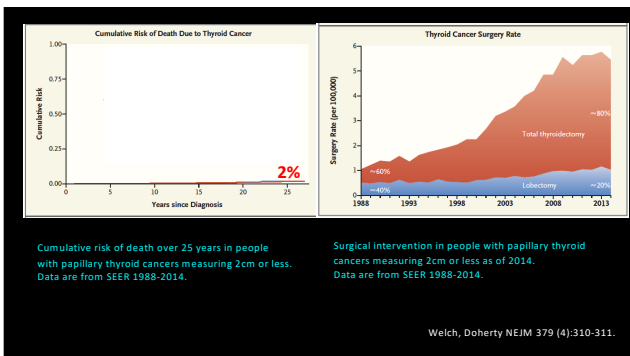 Cumulative Risk of Death Due to Thyroid Cancer
1.00
0.75
0.50
0.25
0.00
Cumulative Risk
0 5 10 15 20 25
Years since Diagnosis
2%
Thyroid Cancer Surgery Rate
6
5
4
3
2
1
0
Surgery Rate (per 100,000)
~80%
Total thyroidectomy
~60%
~40%
Lobectomy
~20%
1988 1993 1998 2003 2008 2013
Cumulative risk of death over 25 years in people
with papillary thyroid cancers measuring 2cm or less.
Data are from SEER 1988-2014.
Surgical intervention in people with papillary thyroid
cancers measuring 2cm or less as of 2014.
Data are from SEER 1988-2014.
Welch, Doherty NEJM 379 (4):310-311.